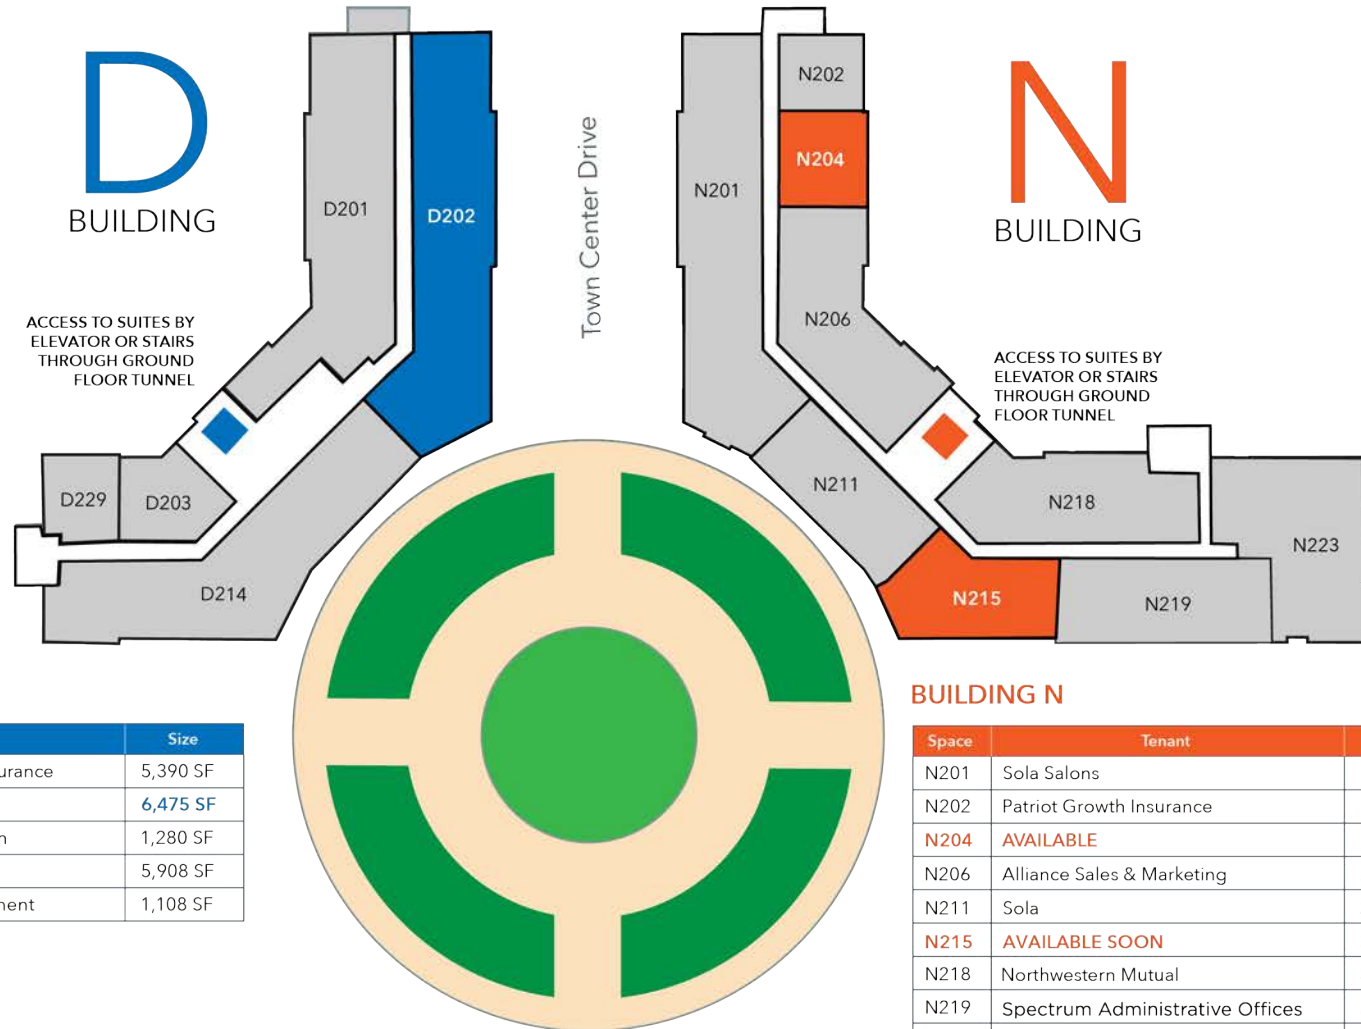 D
BUILDING
N
BUILDING
Town Center Drive
ACCESS TO SUITES BY
ELEVATOR OR STAIRS
THROUGH GROUND
FLOOR TUNNEL
ACCESS TO SUITES BY
ELEVATOR OR STAIRS
THROUGH GROUND
FLOOR TUNNEL
D201
D202
D229
D203
D214
N201
N202
N204
N206
N211
N215
N218
N219
N223
Size
urance 5,390 SF
6,475 SF
n 1,280 SF
5,908 SF
nent 1,108 SF
BUILDING N
Space Tenant
N201 Sola Salons
N202 Patriot Growth Insurance
N204 AVAILABLE
N206 Alliance Sales & Marketing
N211 Sola
N215 AVAILABLE SOON
N218 Northwestern Mutual
N219 Spectrum Administrative Offices